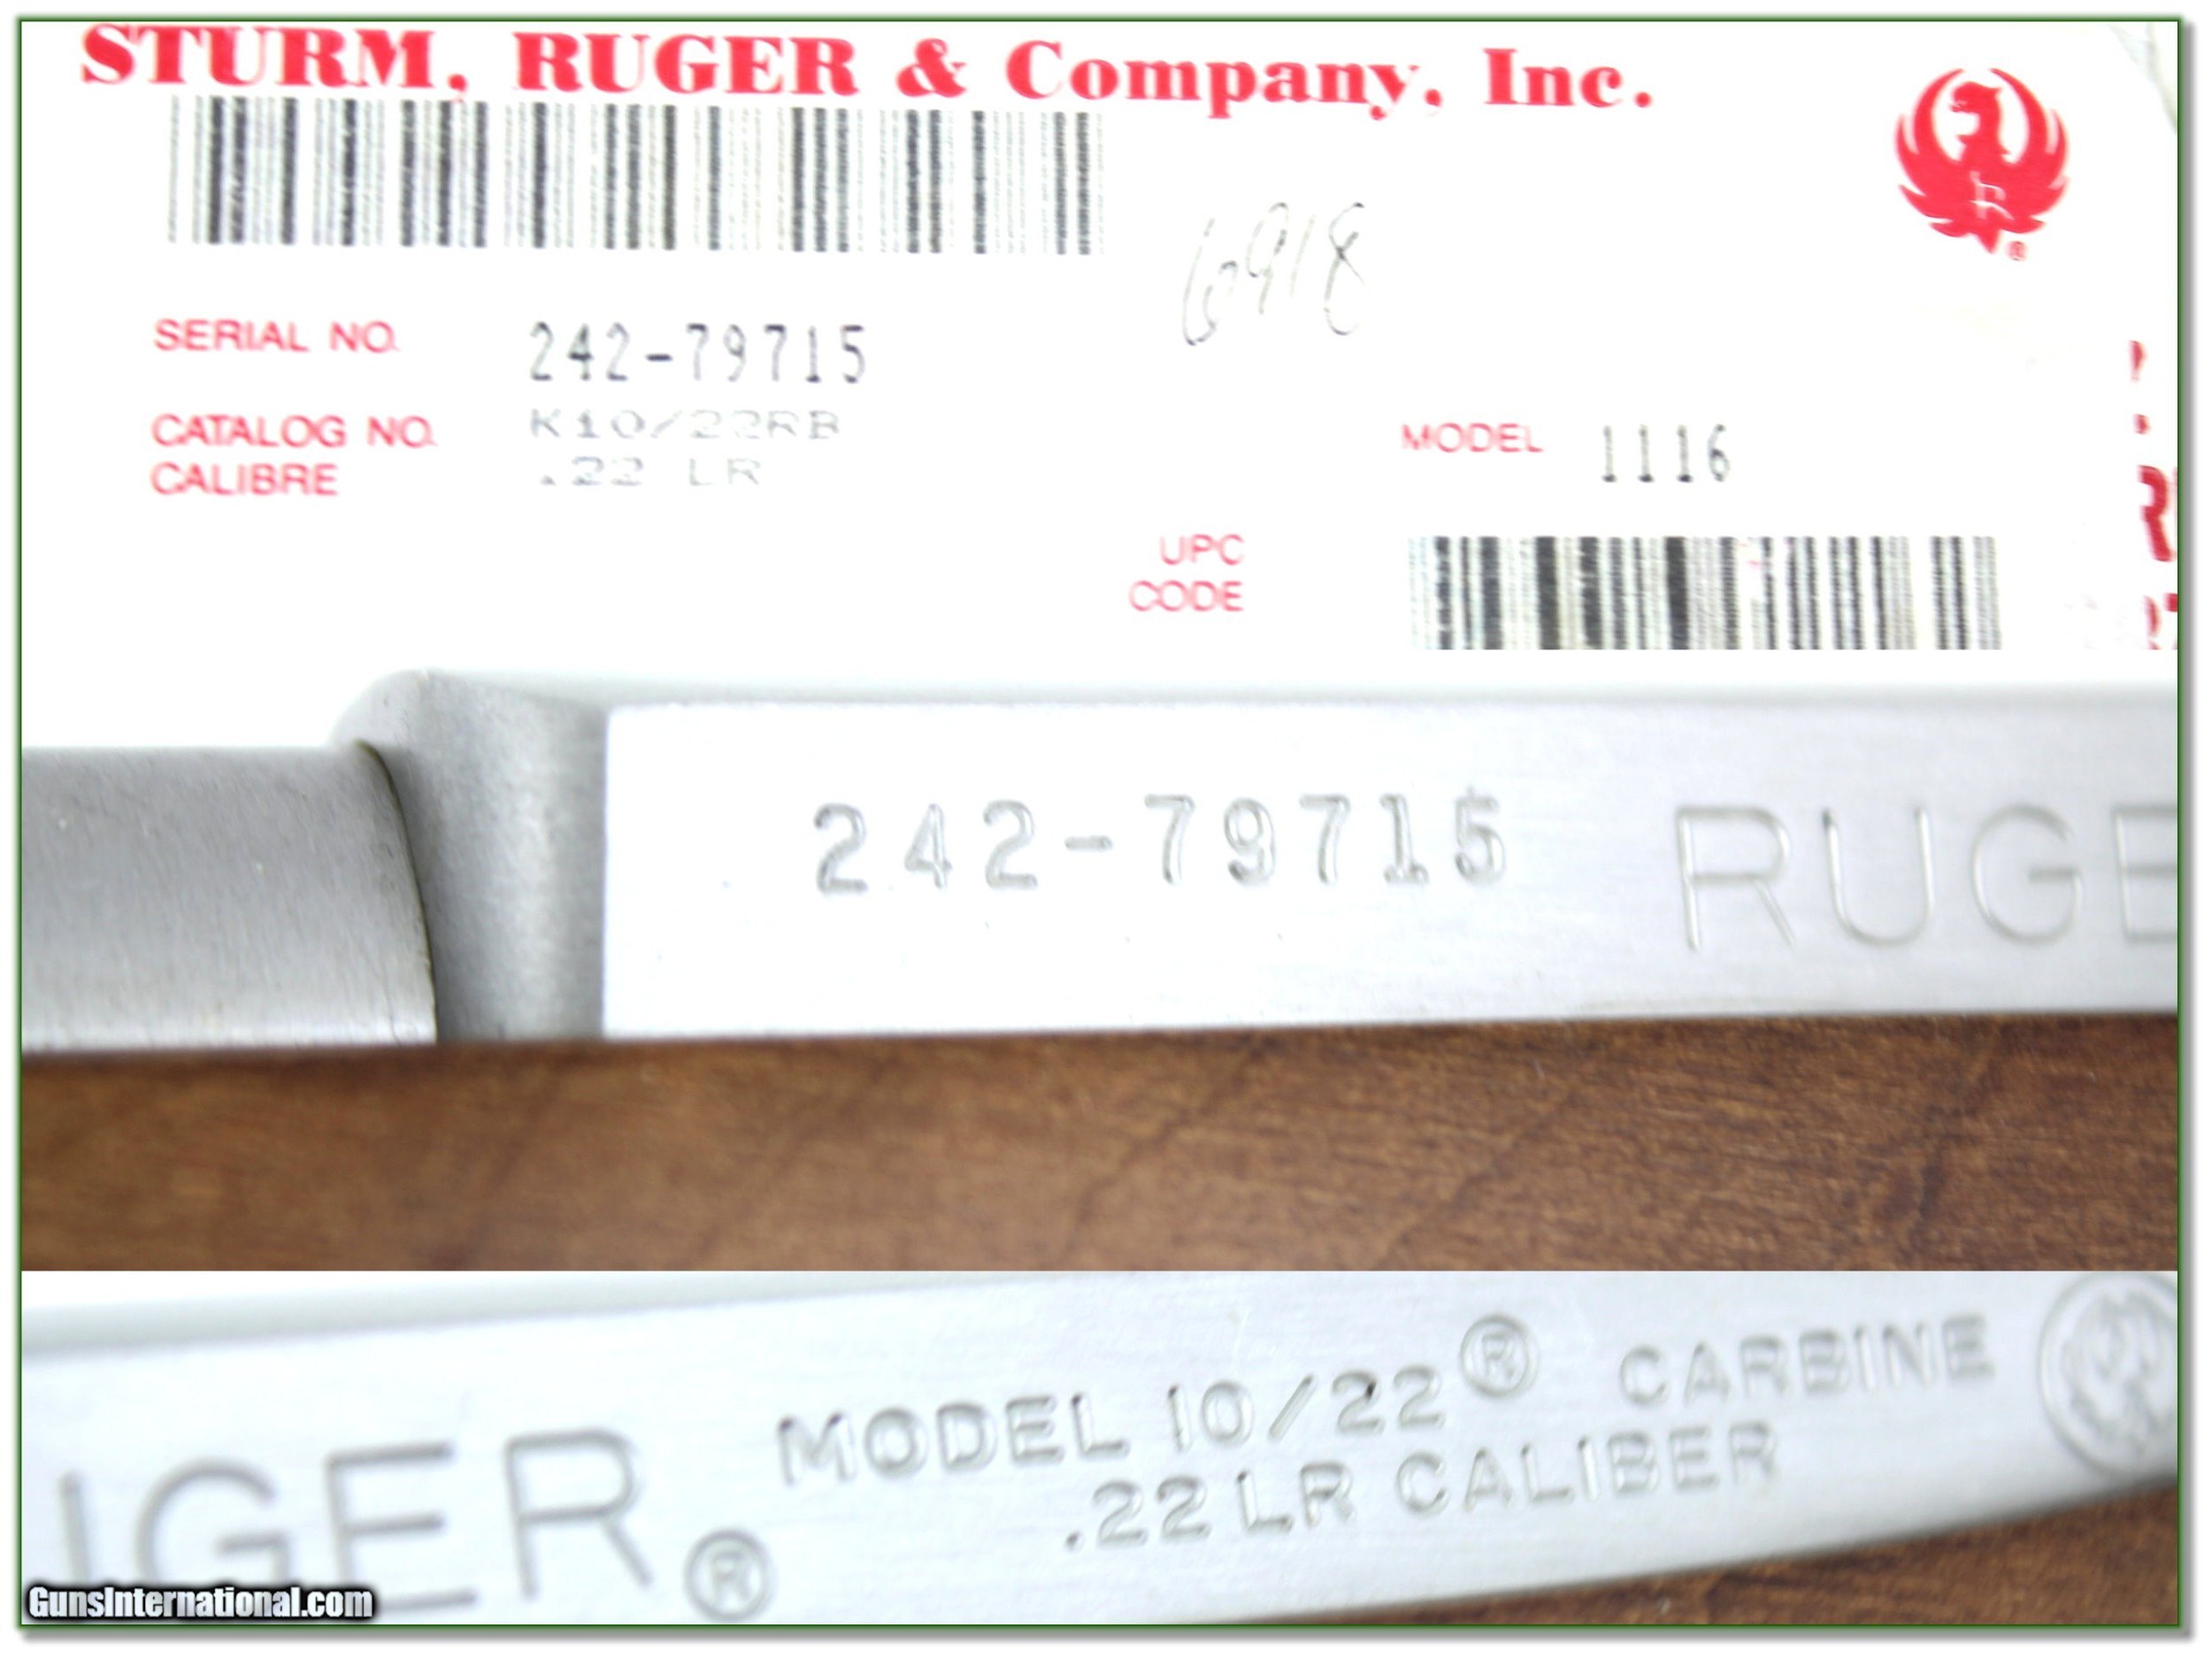 STURM, RUGER & Company, Inc.
6918
SERIAL NO. 242-79715
CATALOG NO. K10/22RB
MODEL 1116
CALIBRE .22 LR
UPC
CODE
242-79715 RUGE
UGER® MODEL 10/22® CARBINE
.22 LR CALIBER
GunsInternational.com